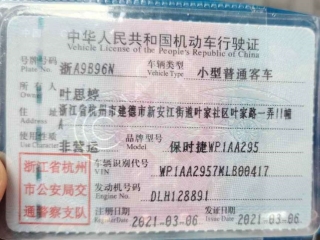 中华人民共和国机动车行驶证
Vehicle License of the People's Republic of China
号牌号码 浙A9B96N 车辆类型 小型普通客车
Plate No. Vehicle Type
所有人 叶思婷
住址 浙江省杭州市建德市新安江街道叶家社区叶家路一弄11幢
A
使用性质 非营运 品牌型号 保时捷WP1AA295
Model
浙江省杭州
市公安局交
通警察支队
车辆识别代号
VIN WP1AA2957MLB00417
发动机号码 DLH128891
Engine No.
注册日期 2021-03-06 发证日期 2021-03-06
Register Date Issue Date